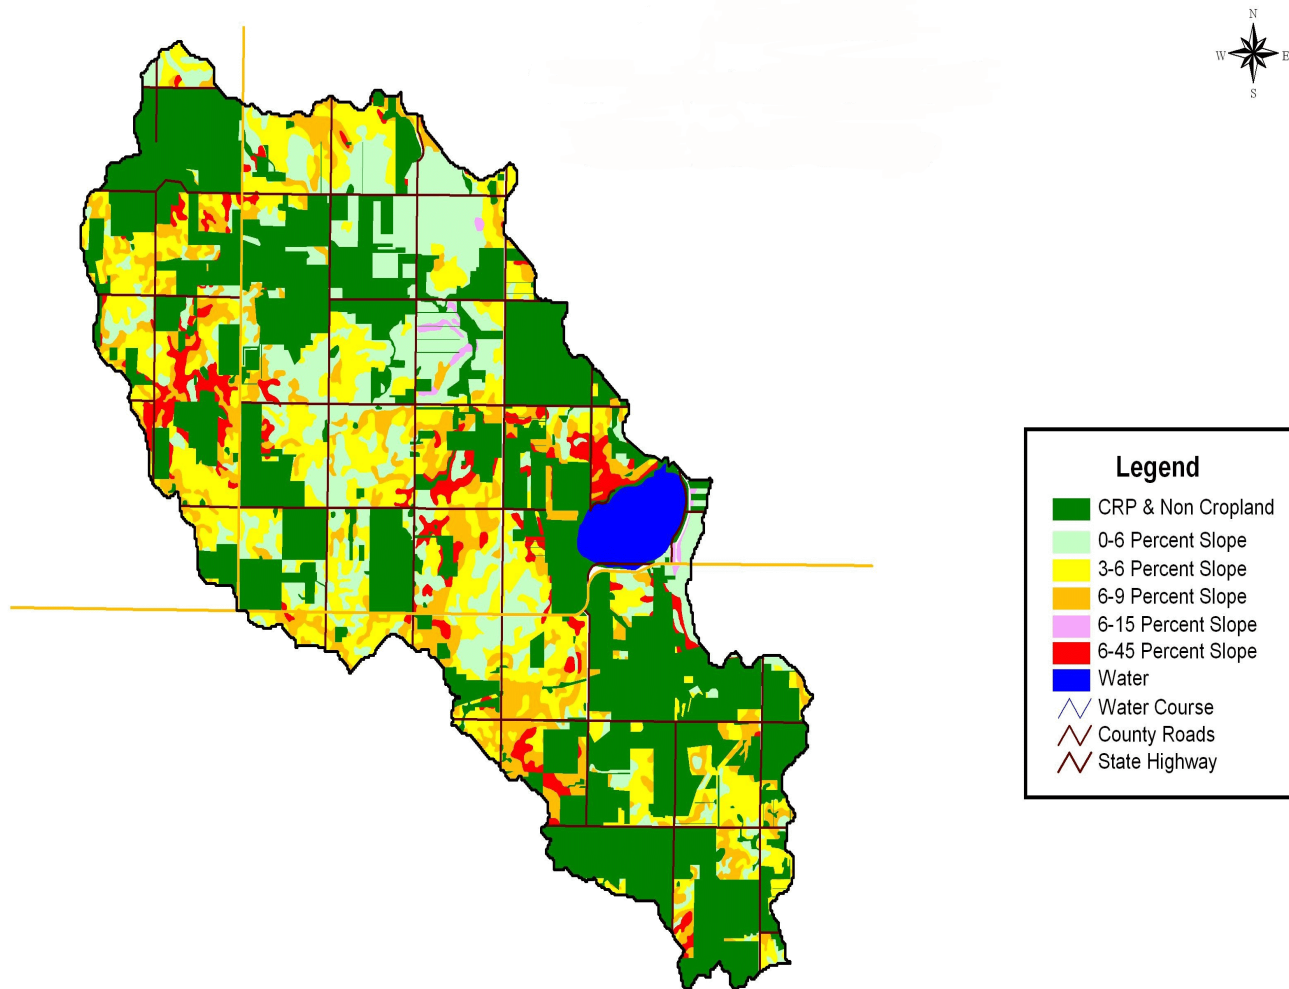 N
W E
S
Legend
CRP & Non Cropland
0-6 Percent Slope
3-6 Percent Slope
6-9 Percent Slope
6-15 Percent Slope
6-45 Percent Slope
Water
Water Course
County Roads
State Highway